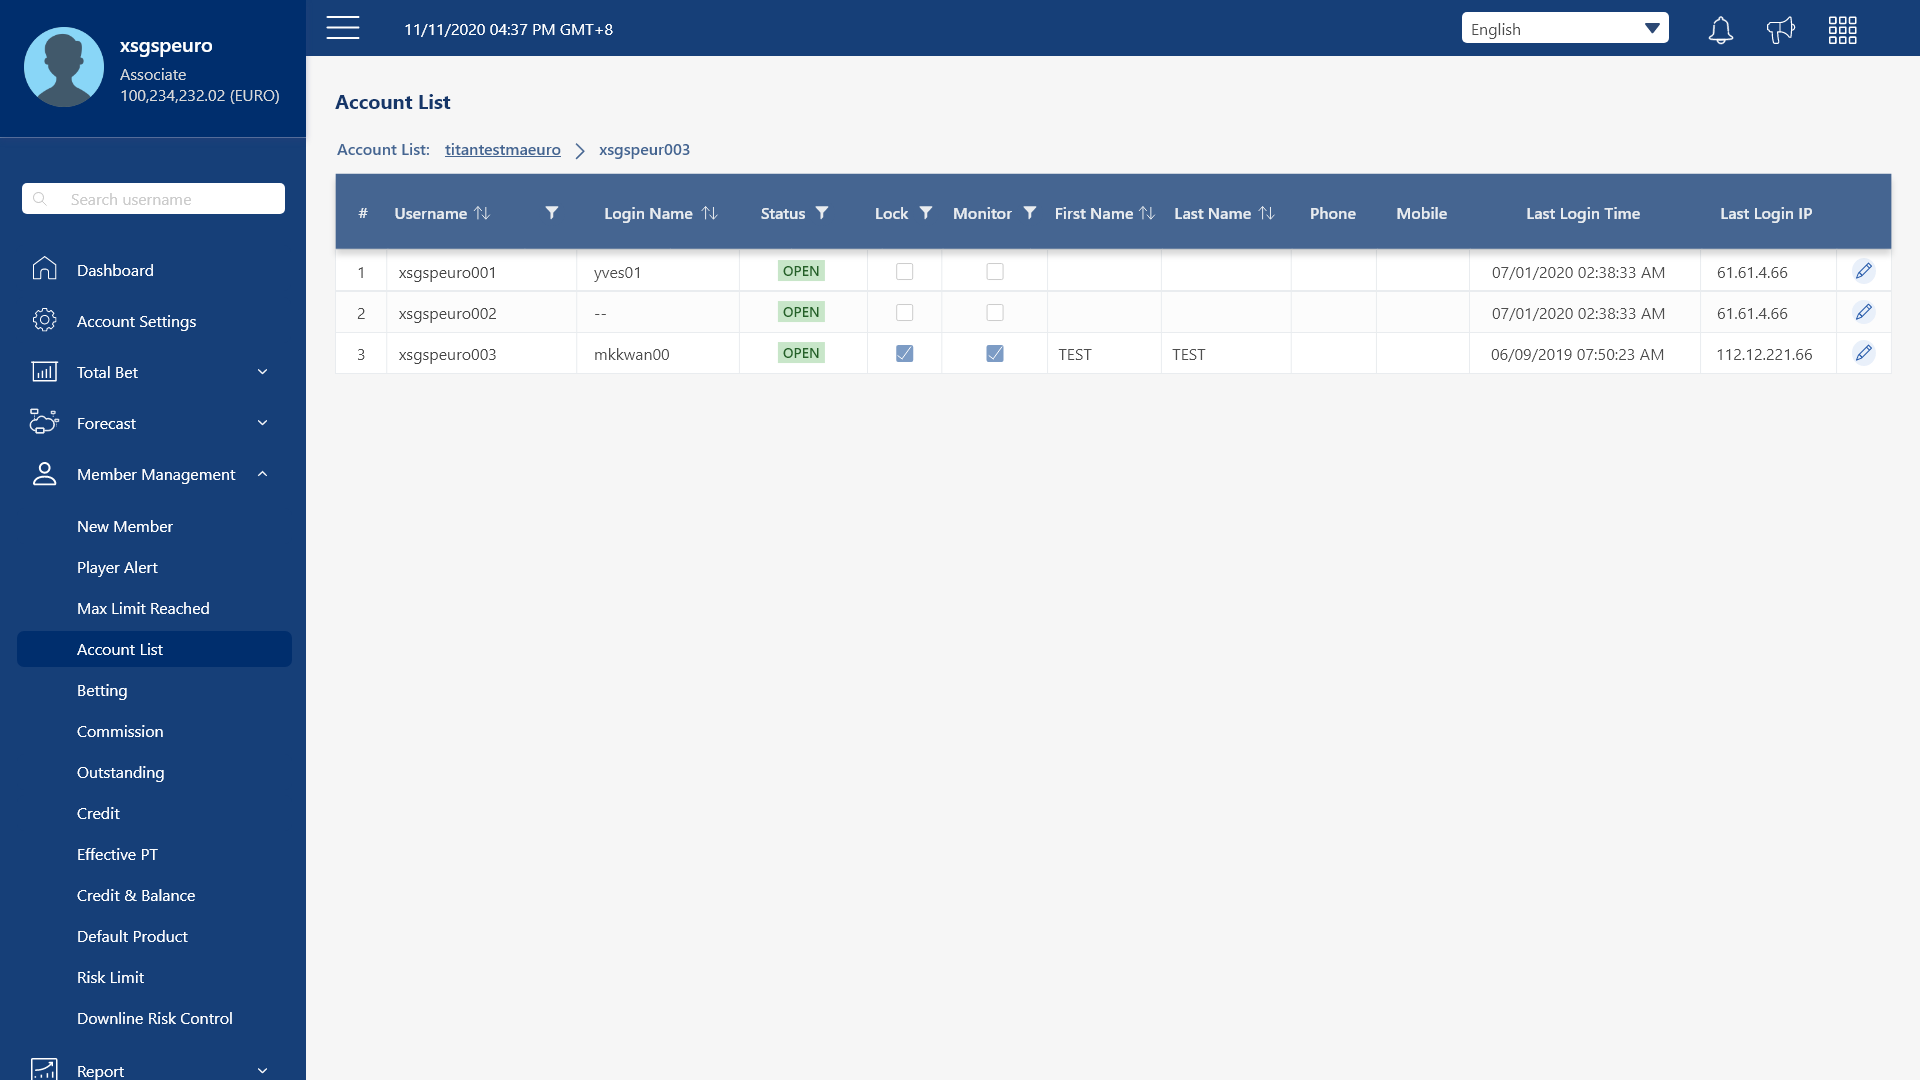 xsgspeuro
Associate
100,234,232.02 (EURO)
Search username
Dashboard
Account Settings
Total Bet
Forecast
Member Management
New Member
Player Alert
Max Limit Reached
Account List
Betting
Commission
Outstanding
Credit
Effective PT
Credit & Balance
Default Product
Risk Limit
Downline Risk Control
Report
11/11/2020 04:37 PM GMT+8
English
Account List
Account List: titantestmaeuro xsgspeur003
# Username Login Name Status Lock Monitor First Name Last Name Phone Mobile Last Login Time Last Login IP
1 xsgspeuro001 yves01 OPEN 07/01/2020 02:38:33 AM 61.61.4.66
2 xsgspeuro002 -- OPEN 07/01/2020 02:38:33 AM 61.61.4.66
3 xsgspeuro003 mkkwan00 OPEN TEST TEST 06/09/2019 07:50:23 AM 112.12.221.66